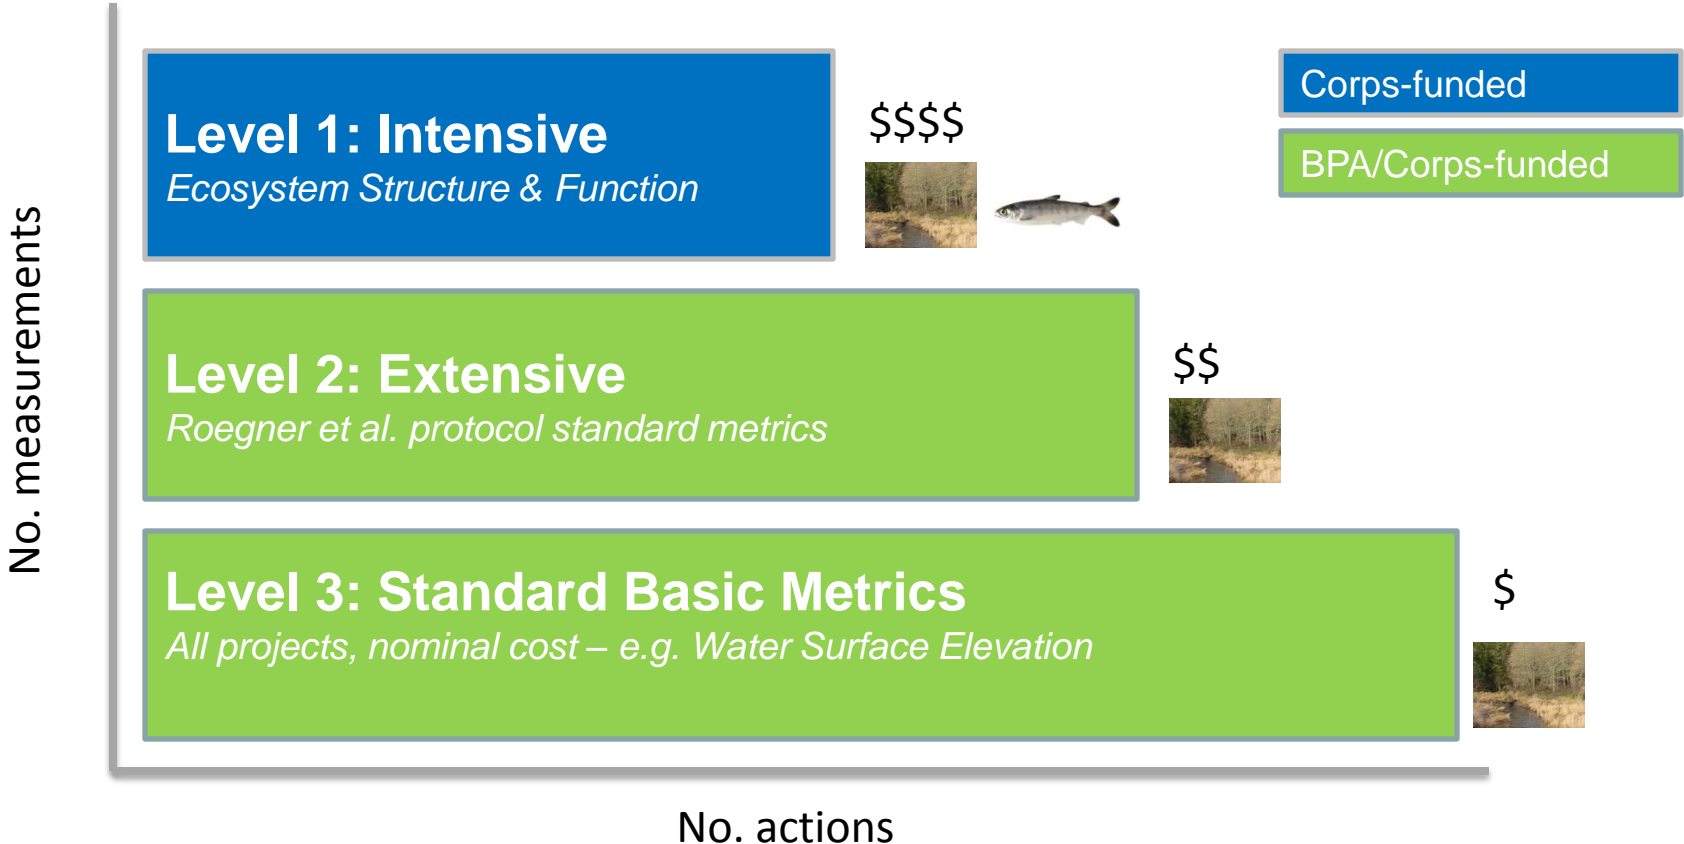 Level 1: Intensive
Ecosystem Structure & Function
$$$$
Corps-funded
BPA/Corps-funded
No. measurements
Level 2: Extensive
Roegner et al. protocol standard metrics
$$
Level 3: Standard Basic Metrics
All projects, nominal cost – e.g. Water Surface Elevation
$
No. actions